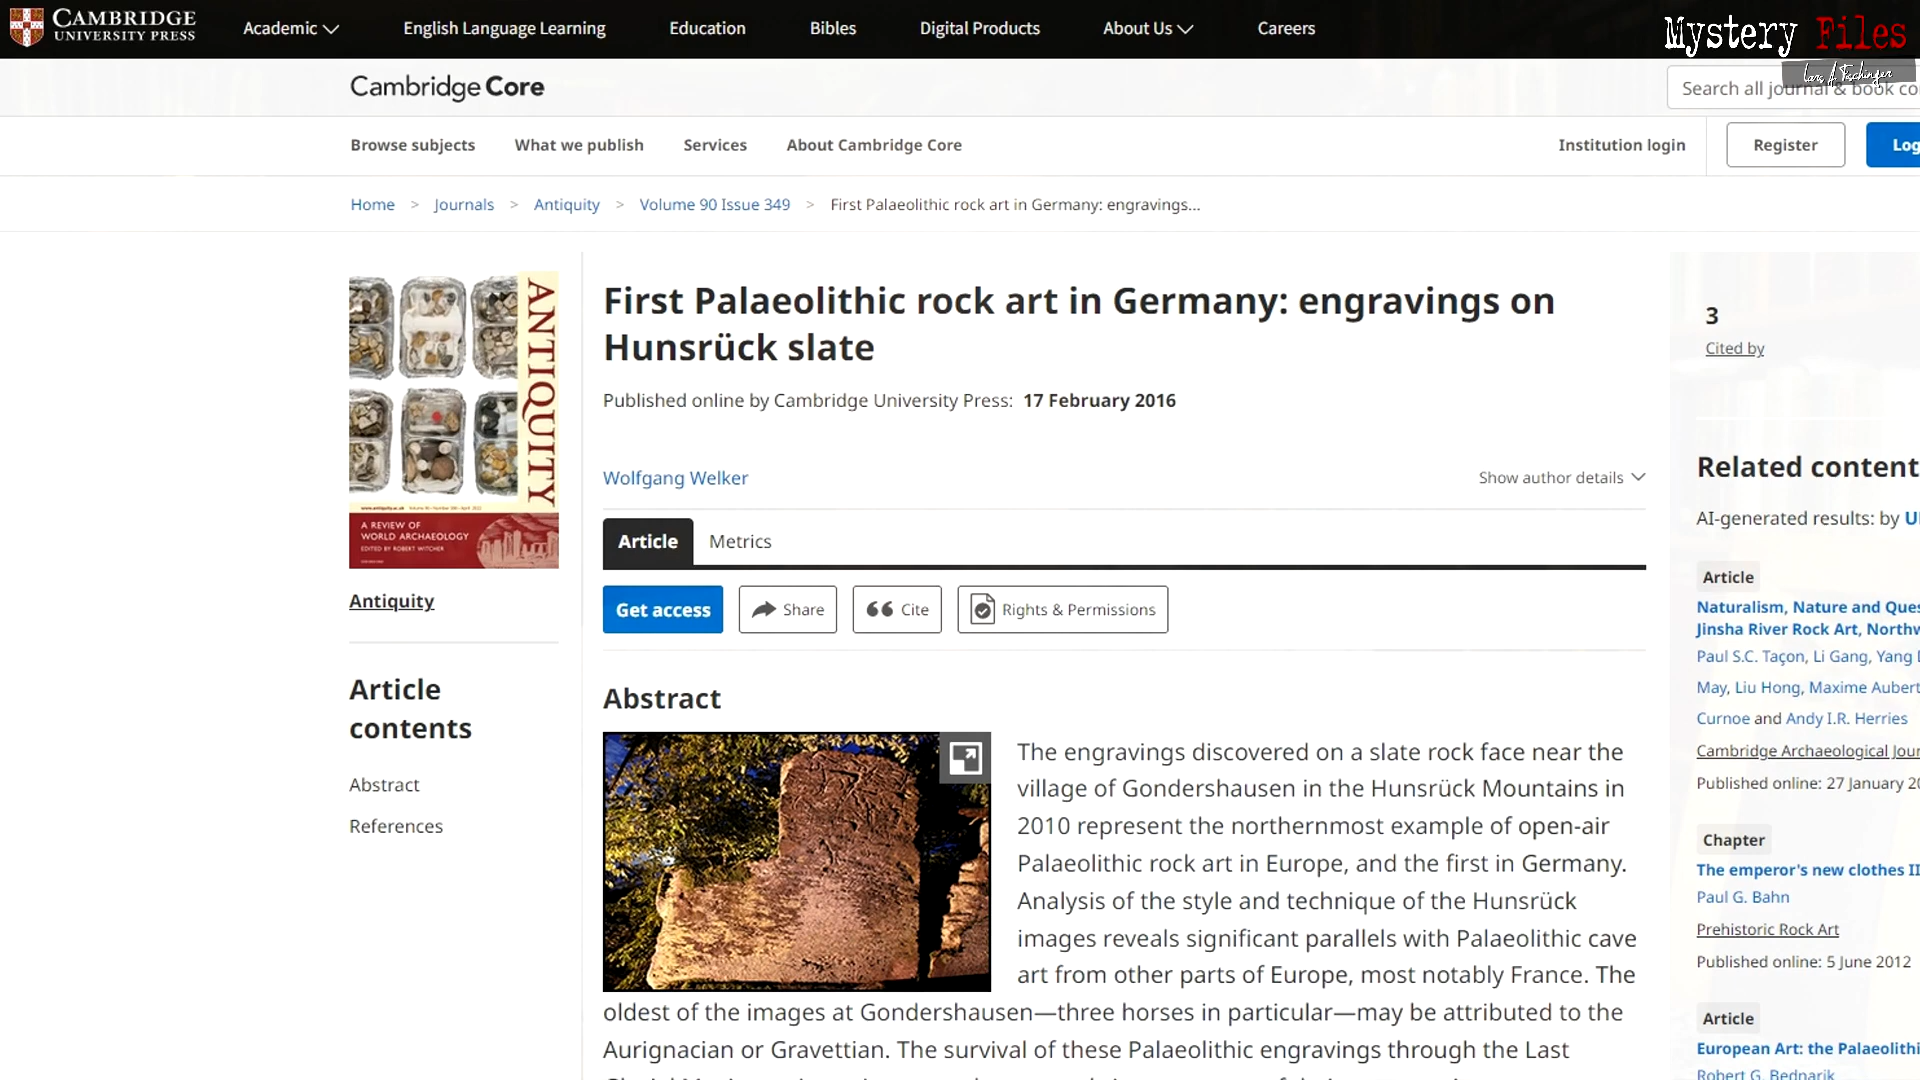 CAMBRIDGE
UNIVERSITY PRESS
Academic
English Language Learning
Education
Bibles
Digital Products
About Us
Careers
Mystery Files
Lars A. Fischinger
Cambridge Core
Search all journal & book co
Browse subjects
What we publish
Services
About Cambridge Core
Institution login
Register
Log
Home > Journals > Antiquity > Volume 90 Issue 349 > First Palaeolithic rock art in Germany: engravings...
ANTIQUITY
A REVIEW OF
WORLD ARCHAEOLOGY
EDITED BY ROBERT WITCHER
Antiquity
Article
contents
Abstract
References
First Palaeolithic rock art in Germany: engravings on
Hunsrück slate
Published online by Cambridge University Press: 17 February 2016
Wolfgang Welker
Show author details
Article
Metrics
Get access
Share
Cite
Rights & Permissions
Abstract
The engravings discovered on a slate rock face near the
village of Gondershausen in the Hunsrück Mountains in
2010 represent the northernmost example of open-air
Palaeolithic rock art in Europe, and the first in Germany.
Analysis of the style and technique of the Hunsrück
images reveals significant parallels with Palaeolithic cave
art from other parts of Europe, most notably France. The
oldest of the images at Gondershausen—three horses in particular—may be attributed to the
Aurignacian or Gravettian. The survival of these Palaeolithic engravings through the Last
3
Cited by
Related content
AI-generated results: by
Article
Naturalism, Nature and Ques
Jinsha River Rock Art, Northw
Paul S.C. Taçon, Li Gang, Yang
May, Liu Hong, Maxime Aubert
Curnoe and Andy I.R. Herries
Cambridge Archaeological Jour
Published online: 27 January 20
Chapter
The emperor's new clothes II
Paul G. Bahn
Prehistoric Rock Art
Published online: 5 June 2012
Article
European Art: the Palaeolithi
Robert G. Bednarik